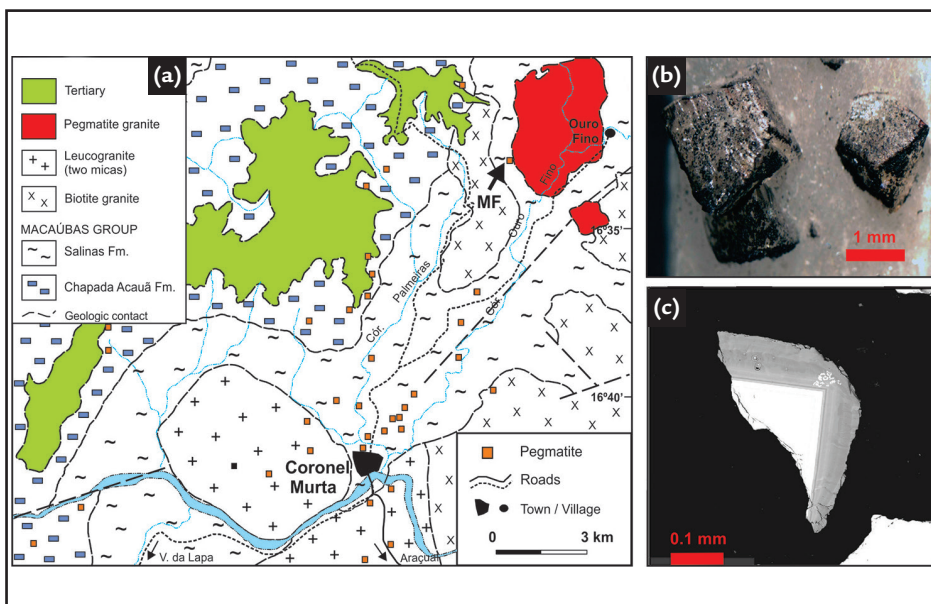 (a)
Tertiary
Pegmatite granite
Leucogranite
(two micas)
Biotite granite
MACAÚBAS GROUP
Salinas Fm.
Chapada Acauã Fm.
Geologic contact
Ouro
Fino
MF
Fino
Ouro
Cór.
Palmeiras
Cór.
16°35'
16°40'
Coronel
Murta
V. da Lapa
Araçuaí
Pegmatite
Roads
Town / Village
0 3 km
(b)
1 mm
(c)
0.1 mm